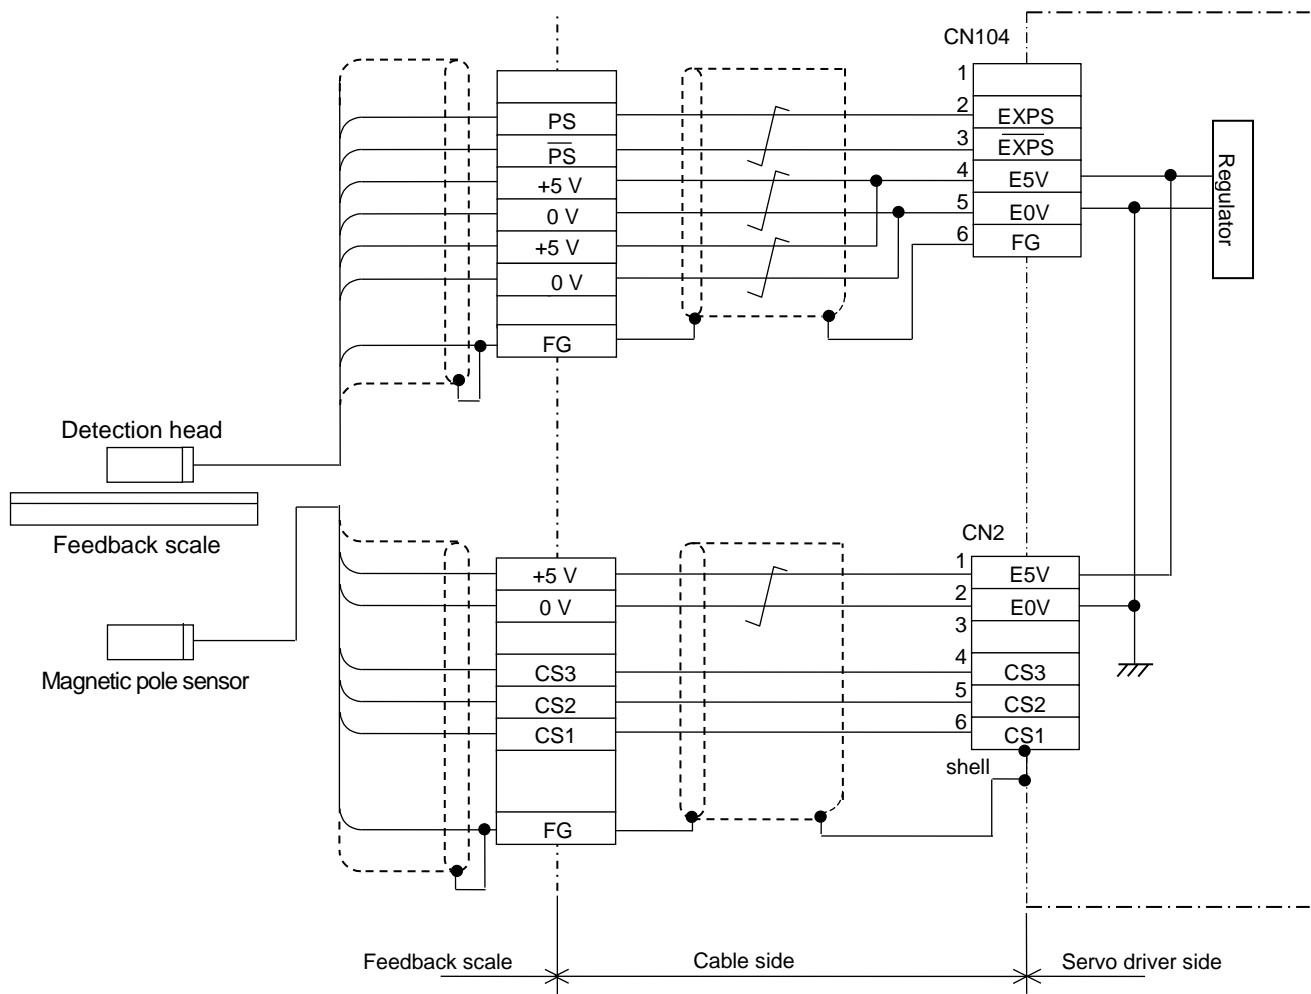 CN104
1
2
PS
EXPS
3
P̅S̅
E̅X̅P̅S̅
4
+5 V
E5V
5
0 V
E0V
6
+5 V
FG
0 V
FG
Regulator
Detection head
Feedback scale
CN2
1
+5 V
E5V
2
0 V
E0V
3
4
CS3
CS3
5
CS2
CS2
6
CS1
CS1
Magnetic pole sensor
shell
FG
Feedback scale
Cable side
Servo driver side